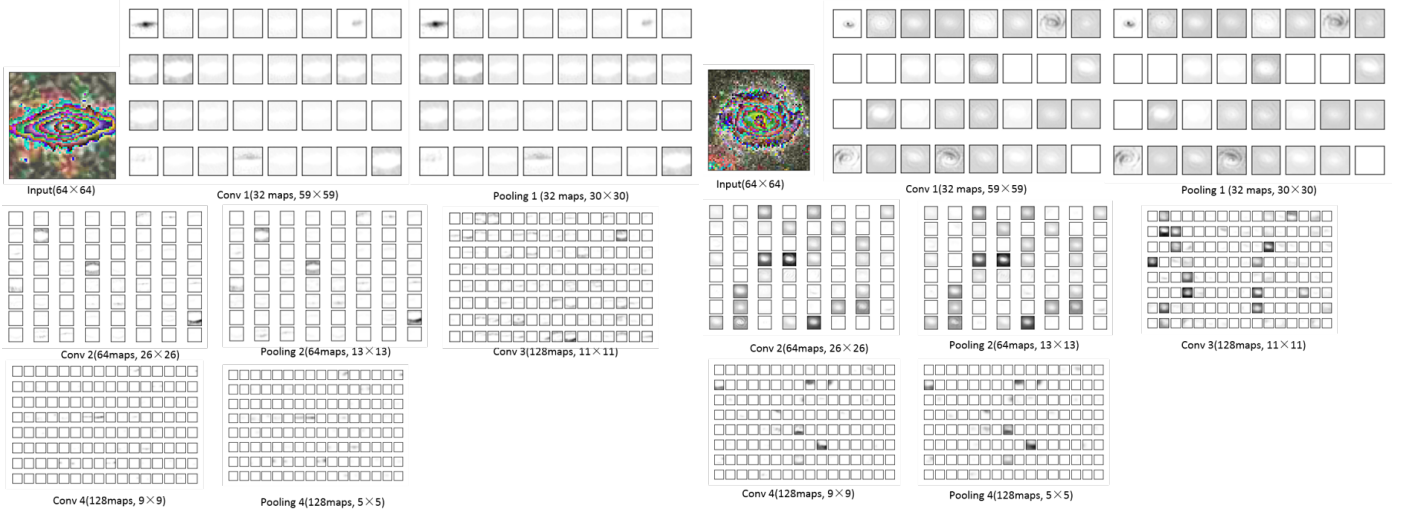 Input(64×64)
Conv 1(32 maps, 59×59)
Pooling 1 (32 maps, 30×30)
Conv 2(64maps, 26×26)
Pooling 2(64maps, 13×13)
Conv 3(128maps, 11×11)
Conv 4(128maps, 9×9)
Pooling 4(128maps, 5×5)
Input(64×64)
Conv 1(32 maps, 59×59)
Pooling 1 (32 maps, 30×30)
Conv 2(64maps, 26×26)
Pooling 2(64maps, 13×13)
Conv 3(128maps, 11×11)
Conv 4(128maps, 9×9)
Pooling 4(128maps, 5×5)